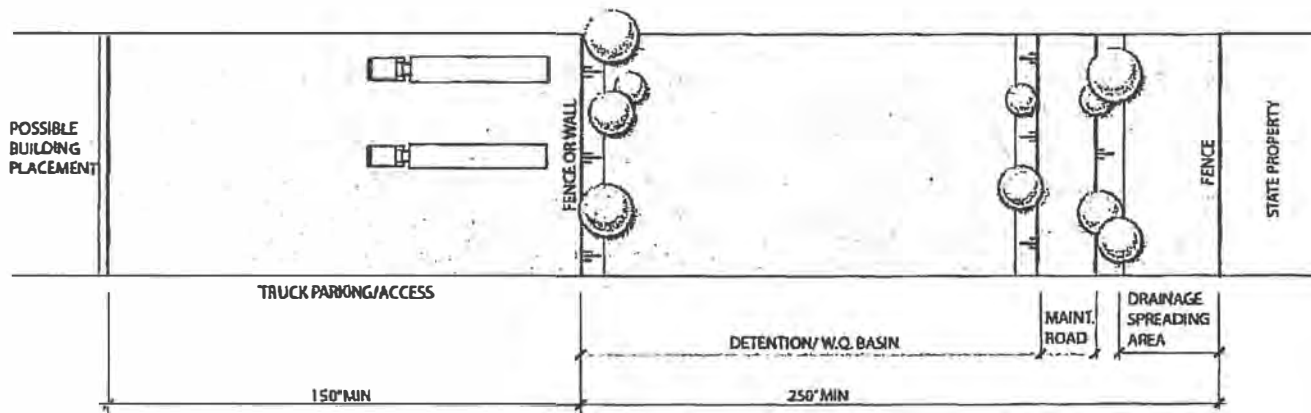 POSSIBLE
BUILDING
PLACEMENT
FENCE OR WALL
FENCE
STATE PROPERTY
TRUCK PARKING/ACCESS
DETENTION/ W.Q. BASIN
MAINT.
ROAD
DRAINAGE
SPREADING
AREA
150"MIN
250"MIN